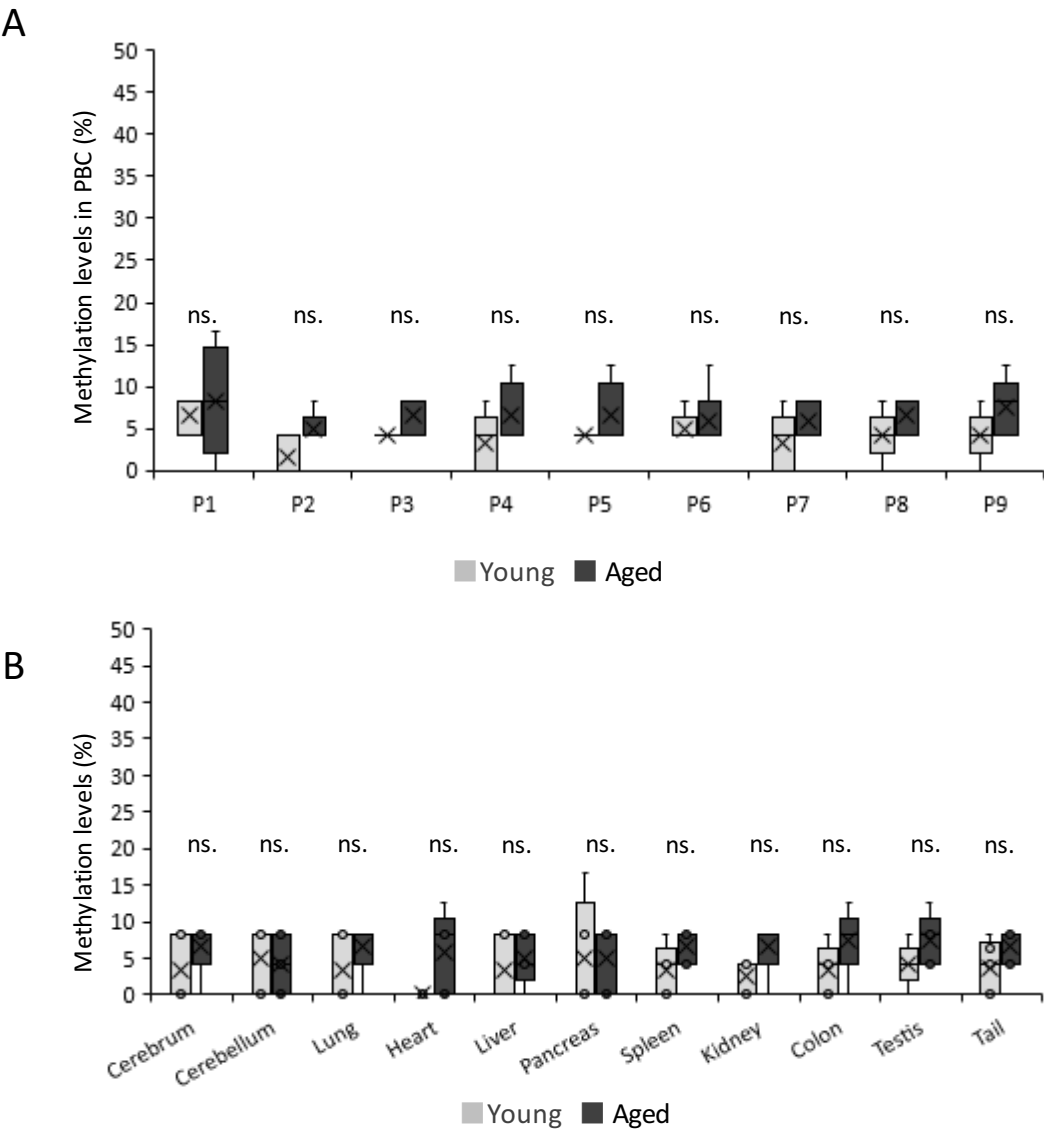 A
Methylation levels in PBC (%)
50
45
40
35
30
25
20
15
10
5
0
ns. ns. ns. ns. ns. ns. ns. ns. ns.
P1 P2 P3 P4 P5 P6 P7 P8 P9
Young Aged
B
Methylation levels (%)
50
45
40
35
30
25
20
15
10
5
0
ns. ns. ns. ns. ns. ns. ns. ns. ns. ns. ns.
Cerebrum Cerebellum Lung Heart Liver Pancreas Spleen Kidney Colon Testis Tail
Young Aged